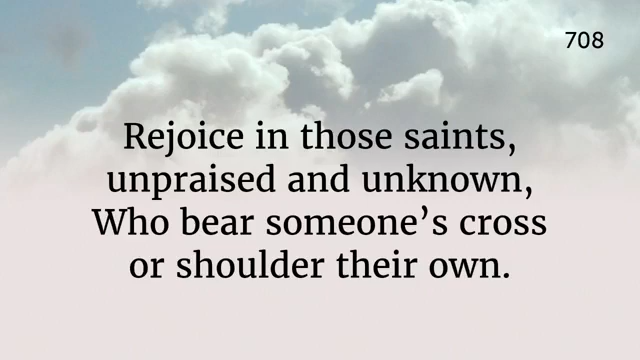 708
Rejoice in those saints,
unpraised and unknown,
Who bear someone’s cross
or shoulder their own.